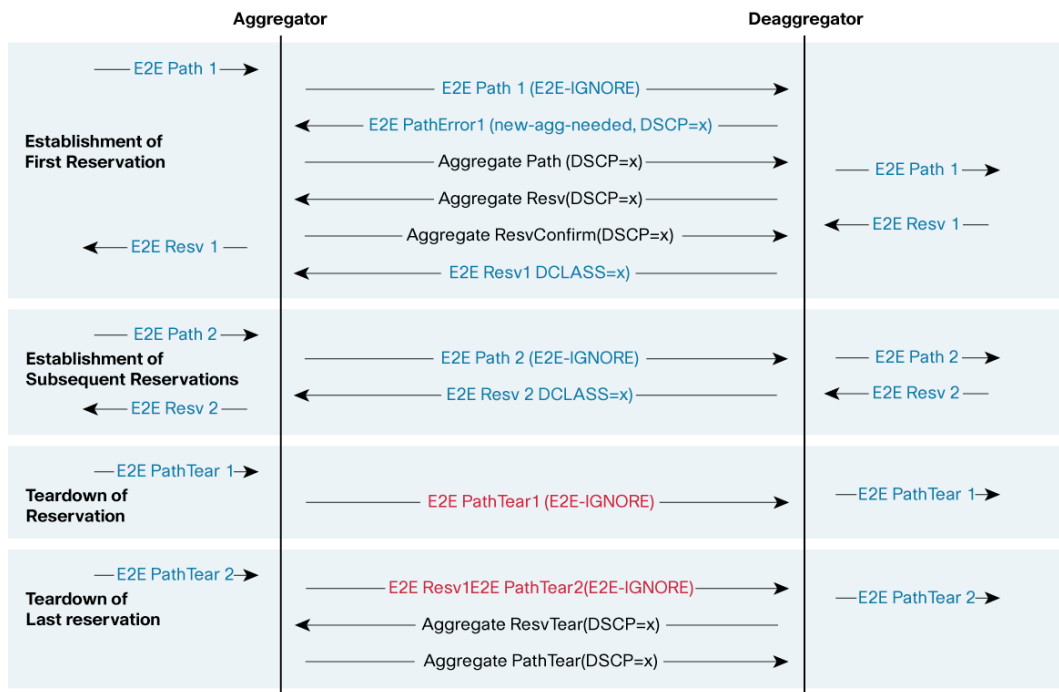 Aggregator
Deaggregator
E2E Path 1
E2E Path 1 (E2E-IGNORE)
E2E PathError1 (new-agg-needed, DSCP=x)
Establishment of
First Reservation
Aggregate Path (DSCP=x)
E2E Path 1
Aggregate Resv(DSCP=x)
E2E Resv 1
Aggregate ResvConfirm(DSCP=x)
E2E Resv 1
E2E Resv1 DCLASS=x)
E2E Path 2
Establishment of
Subsequent Reservations
E2E Path 2 (E2E-IGNORE)
E2E Path 2
E2E Resv 2 DCLASS=x)
E2E Resv 2
E2E Resv 2
E2E PathTear 1
Teardown of
Reservation
E2E PathTear1 (E2E-IGNORE)
E2E PathTear 1
E2E PathTear 2
Teardown of
Last reservation
E2E Resv1E2E PathTear2(E2E-IGNORE)
E2E PathTear 2
Aggregate ResvTear(DSCP=x)
Aggregate PathTear(DSCP=x)